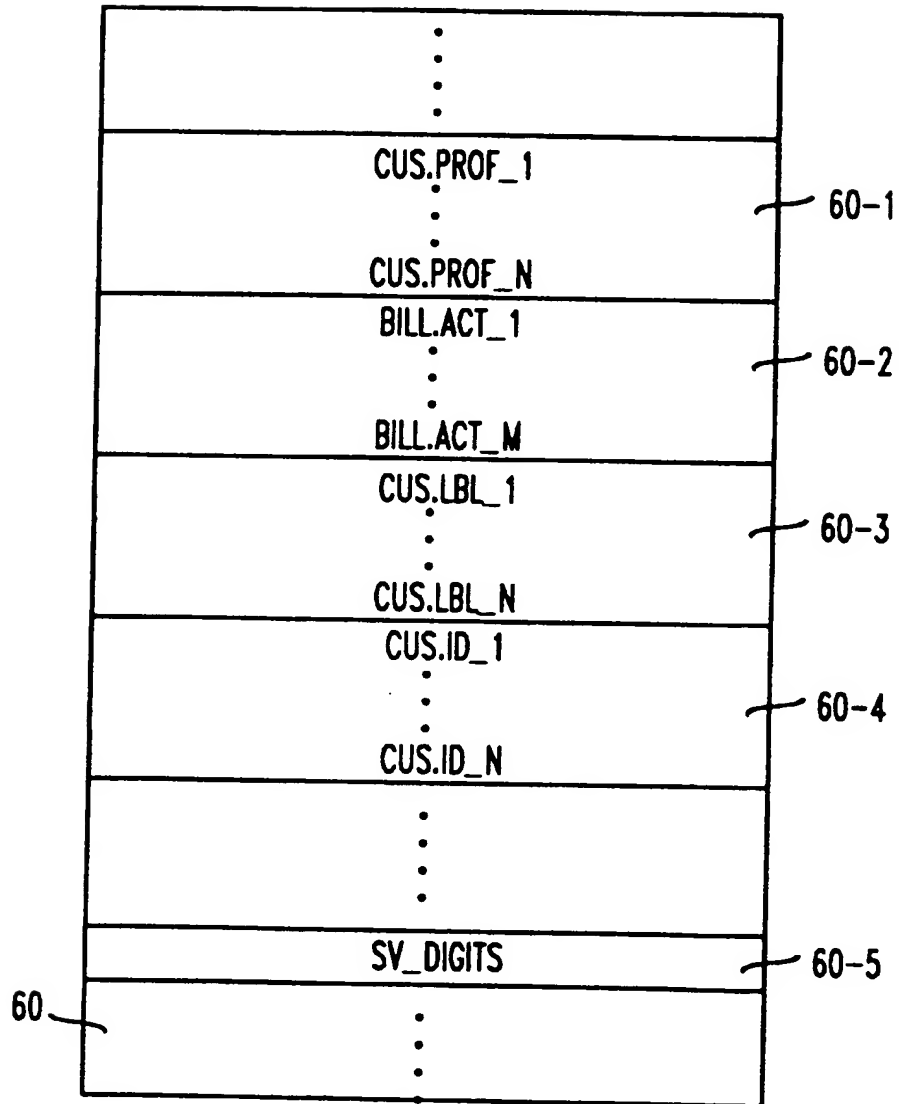 CUS.PROF_1
60-1
CUS.PROF_N
BILL.ACT_1
60-2
BILL.ACT_M
CUS.LBL_1
60-3
CUS.LBL_N
CUS.ID_1
60-4
CUS.ID_N
SV_DIGITS
60-5
60